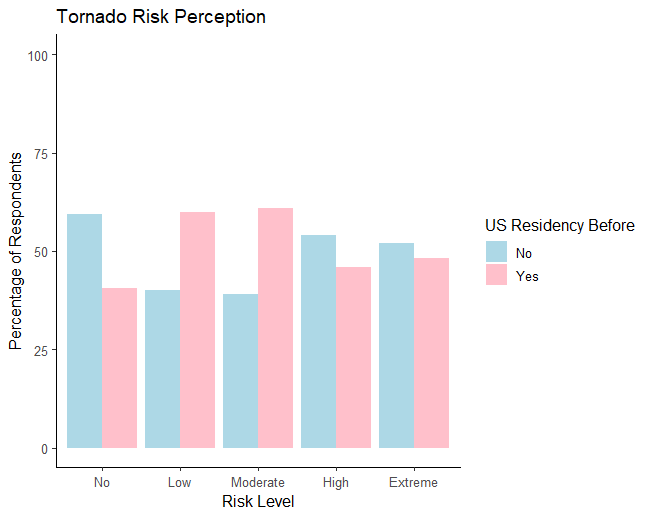 Tornado Risk Perception
Percentage of Respondents
100
75
50
25
0
No
Low
Moderate
High
Extreme
Risk Level
US Residency Before
No
Yes